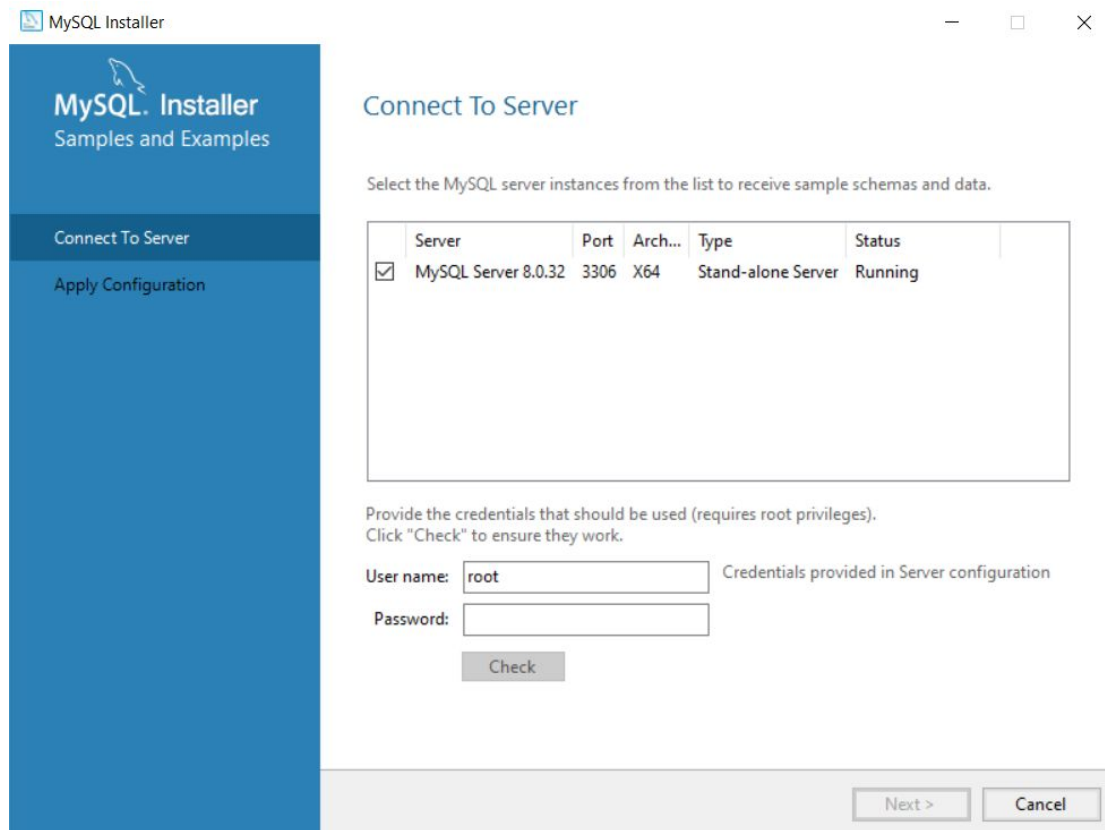 MySQL Installer
MySQL. Installer
Samples and Examples
Connect To Server
Apply Configuration
Connect To Server
Select the MySQL server instances from the list to receive sample schemas and data.
Server Port Arch... Type Status
MySQL Server 8.0.32 3306 X64 Stand-alone Server Running
Provide the credentials that should be used (requires root privileges).
Click "Check" to ensure they work.
User name: root Credentials provided in Server configuration
Password:
Check
Next > Cancel